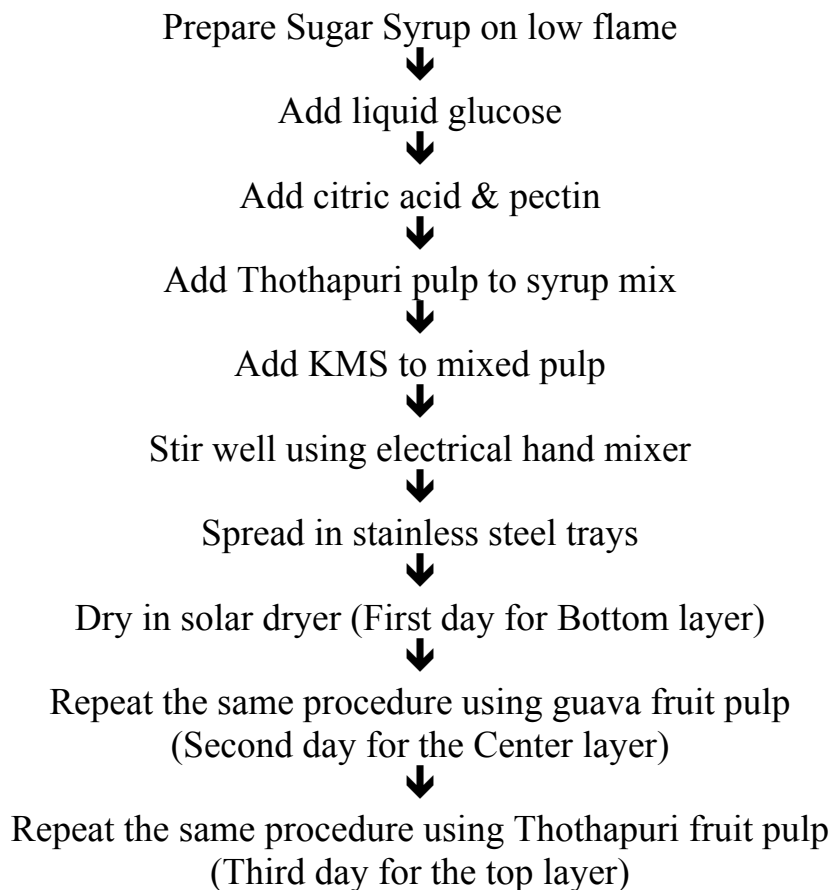 Prepare Sugar Syrup on low flame
Add liquid glucose
Add citric acid & pectin
Add Thothapuri pulp to syrup mix
Add KMS to mixed pulp
Stir well using electrical hand mixer
Spread in stainless steel trays
Dry in solar dryer (First day for Bottom layer)
Repeat the same procedure using guava fruit pulp
(Second day for the Center layer)
Repeat the same procedure using Thothapuri fruit pulp
(Third day for the top layer)